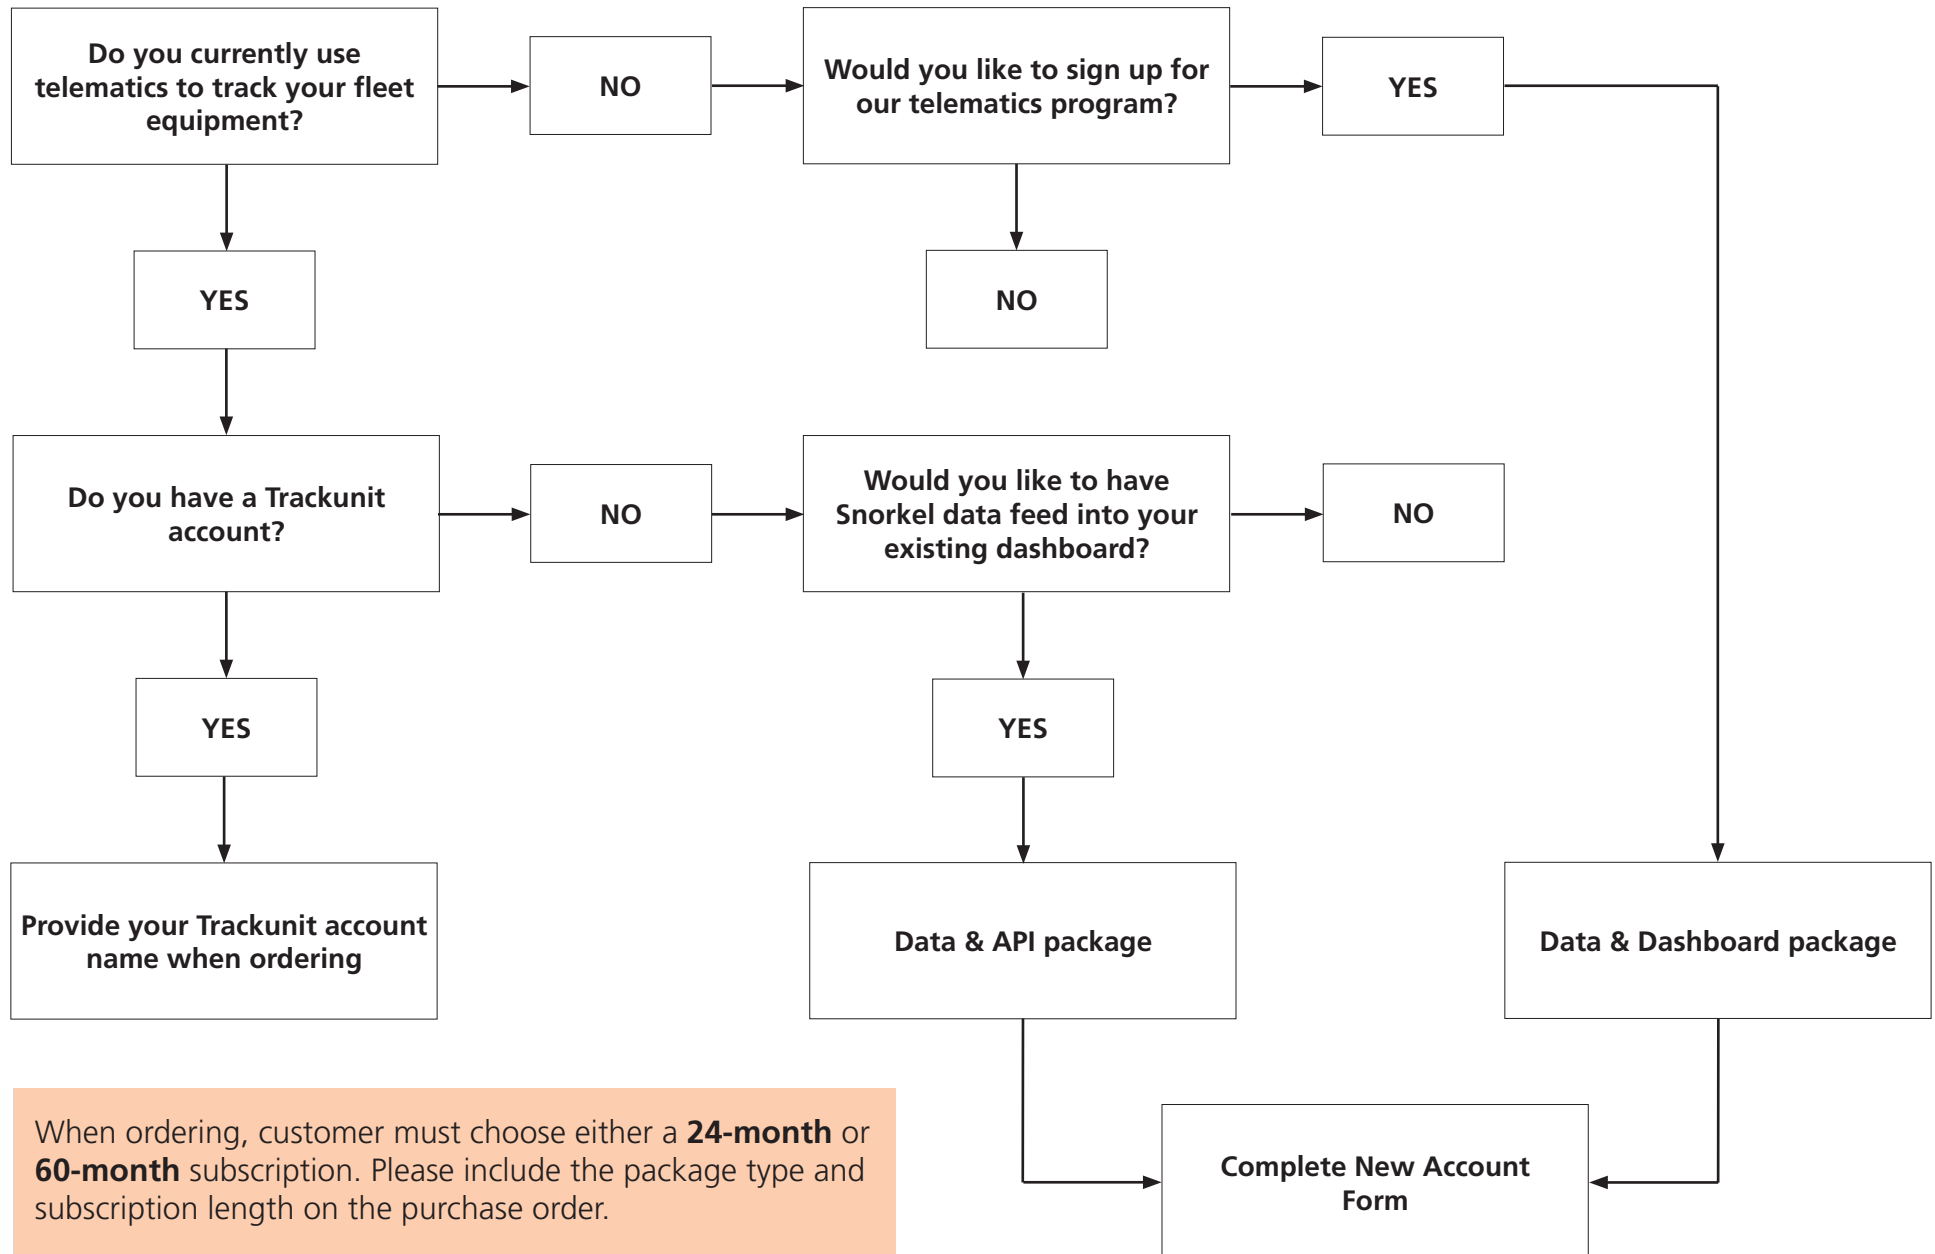 Do you currently use
telematics to track your fleet
equipment?
NO
Would you like to sign up for
our telematics program?
YES
YES
NO
Do you have a Trackunit
account?
NO
Would you like to have
Snorkel data feed into your
existing dashboard?
NO
YES
YES
Provide your Trackunit account
name when ordering
Data & API package
Data & Dashboard package
When ordering, customer must choose either a 24-month or
60-month subscription. Please include the package type and
subscription length on the purchase order.
Complete New Account
Form